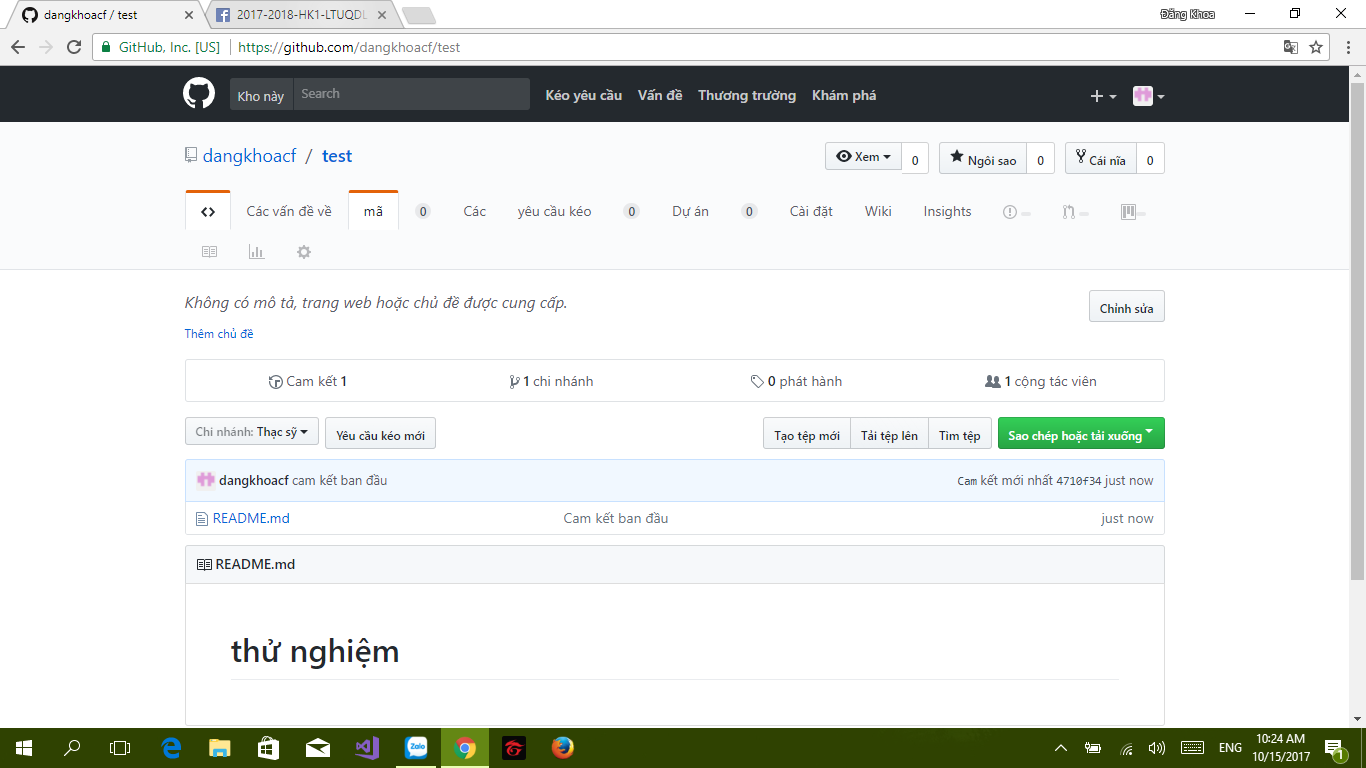 dangkhoacf / test
2017-2018-HK1-LTUQDL
Đăng Khoa
GitHub, Inc. [US] https://github.com/dangkhoacf/test
Kho này Search Kéo yêu cầu Vấn đề Thương trường Khám phá
dangkhoacf / test
Xem 0 Ngôi sao 0 Cái nĩa 0
Các vấn đề về mã 0 Các yêu cầu kéo 0 Dự án 0 Cài đặt Wiki Insights
Không có mô tả, trang web hoặc chủ đề được cung cấp.
Chỉnh sửa
Thêm chủ đề
Cam kết 1 1 chi nhánh 0 phát hành 1 cộng tác viên
Chi nhánh: Thạc sỹ Yêu cầu kéo mới Tạo tệp mới Tải tệp lên Tìm tệp Sao chép hoặc tải xuống
dangkhoacf cam kết ban đầu Cam kết mới nhất 4710f34 just now
README.md Cam kết ban đầu just now
README.md
thử nghiệm
Zalo
ENG
10:24 AM
10/15/2017
1